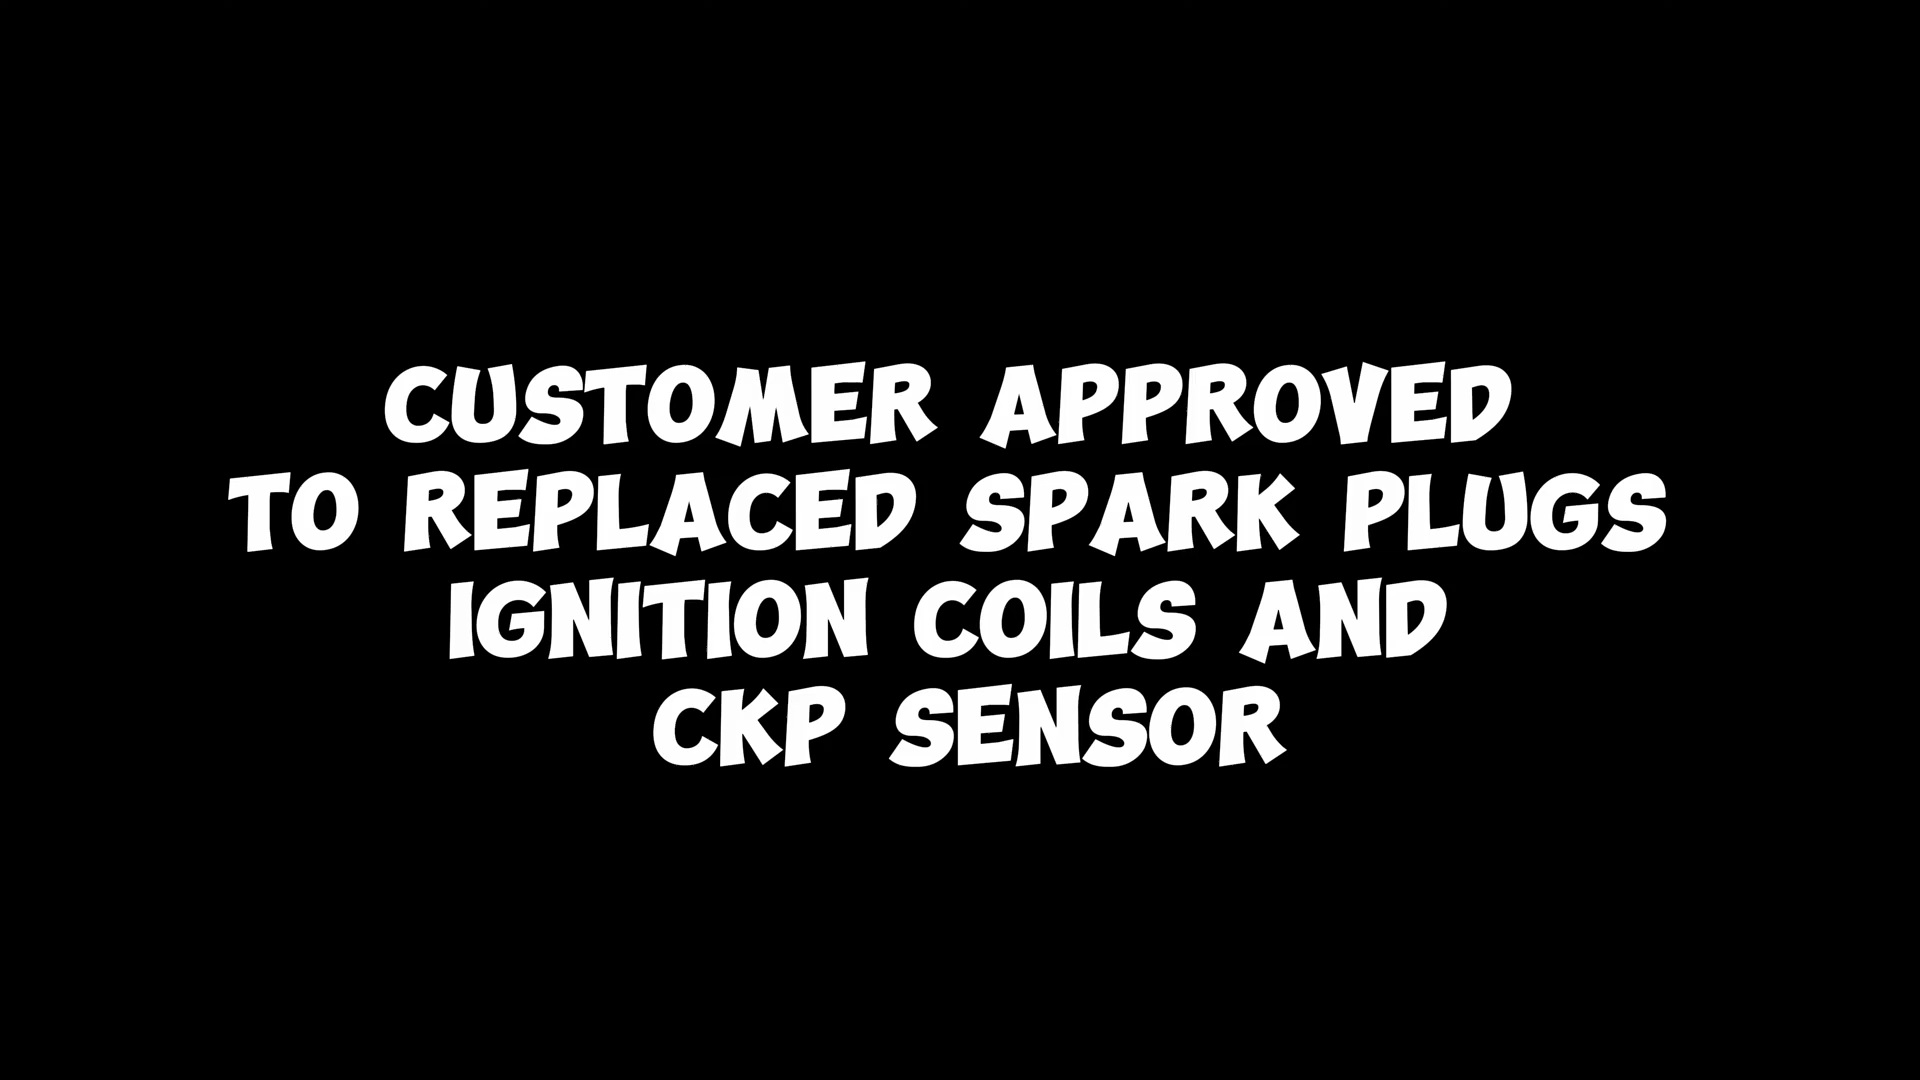 CUSTOMER APPROVED
TO REPLACED SPARK PLUGS
IGNITION COILS AND
CKP SENSOR